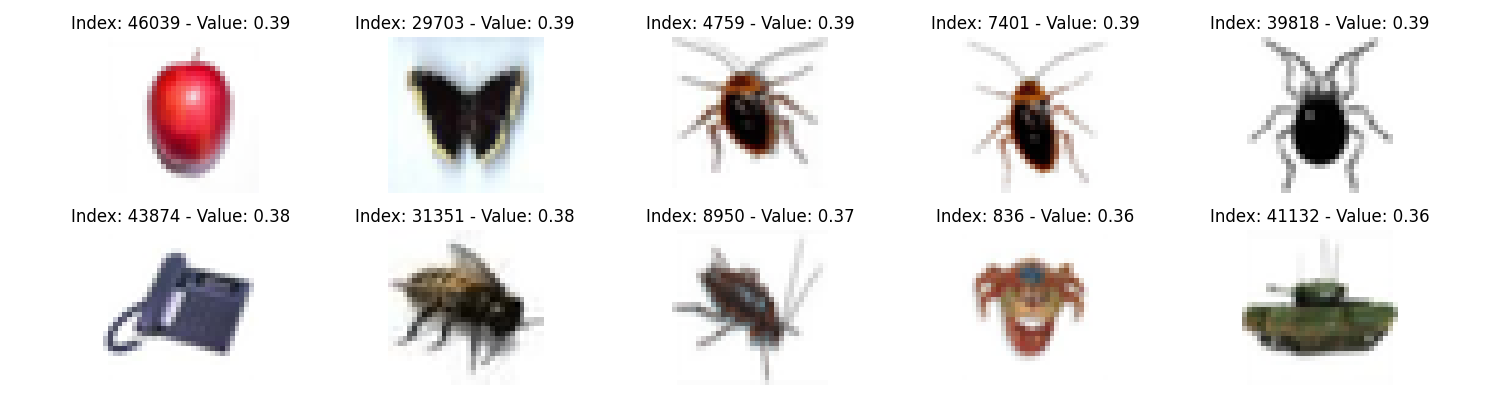 Index: 46039 - Value: 0.39
Index: 29703 - Value: 0.39
Index: 4759 - Value: 0.39
Index: 7401 - Value: 0.39
Index: 39818 - Value: 0.39
Index: 43874 - Value: 0.38
Index: 31351 - Value: 0.38
Index: 8950 - Value: 0.37
Index: 836 - Value: 0.36
Index: 41132 - Value: 0.36